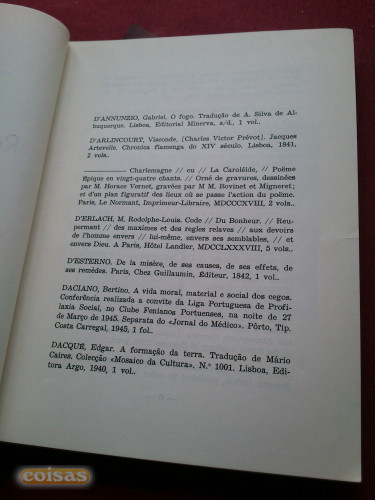 D'ANNUNZIO, Gabriel. O fogo. Tradução de A. Silva de Al-
buquerque. Lisboa, Editorial Minerva, s/d., 1 vol..
D'ARLINCOURT, Visconde. [Charles Victor Prévot]. Jacques
Artevelle. Chronica flamenga do XIV século. Lisboa, 1841,
2 vols.
Charlemagne // ou // La Caroléide, // Poëme
Épique en vingt-quatre chants. // Orné de gravures, dessinées
par M. Horace Vernet, gravées par M M. Rovinet et Migneret;
et d'un plan figuratif des lieux où se passe l'action du poëme.
Paris, Le Normant, Imprimeur-Libraire, MDCCCXVIII, 2 vols..
D'ERLACH, M. Rodolphe-Louis. Code // Du Bonheur. // Reu-
permant // des maximes et des regles relaves // aux devoirs
de l'homme envers // lui-même, envers ses semblables, // et
envers Dieu. A Paris, Hôtel Landier, MDCLXXXVIII, 5 vols..
D'ESTERNO. De la misére, de ses causes, de ses effets, de
ses remédes. Paris, Chez Guillaumin, Éditeur, 1842, 1 vol..
DACIANO, Bertino. A vida moral, material e social dos cegos.
Conferência realizada a convite da Liga Portuguesa de Profi-
laxia Social, no Clube Fenianos Portuenses, na noite de 27
de Março de 1945. Separata do «Jornal do Médico». Pôrto, Tip.
Costa Carregal, 1945, 1 fol..
DACQUÉ, Edgar. A formação da terra. Tradução de Mário
Caires. Colecção «Mosaico da Cultura». N.º 1001. Lisboa, Edi-
tora Argo, 1940, 1 vol..
coisas